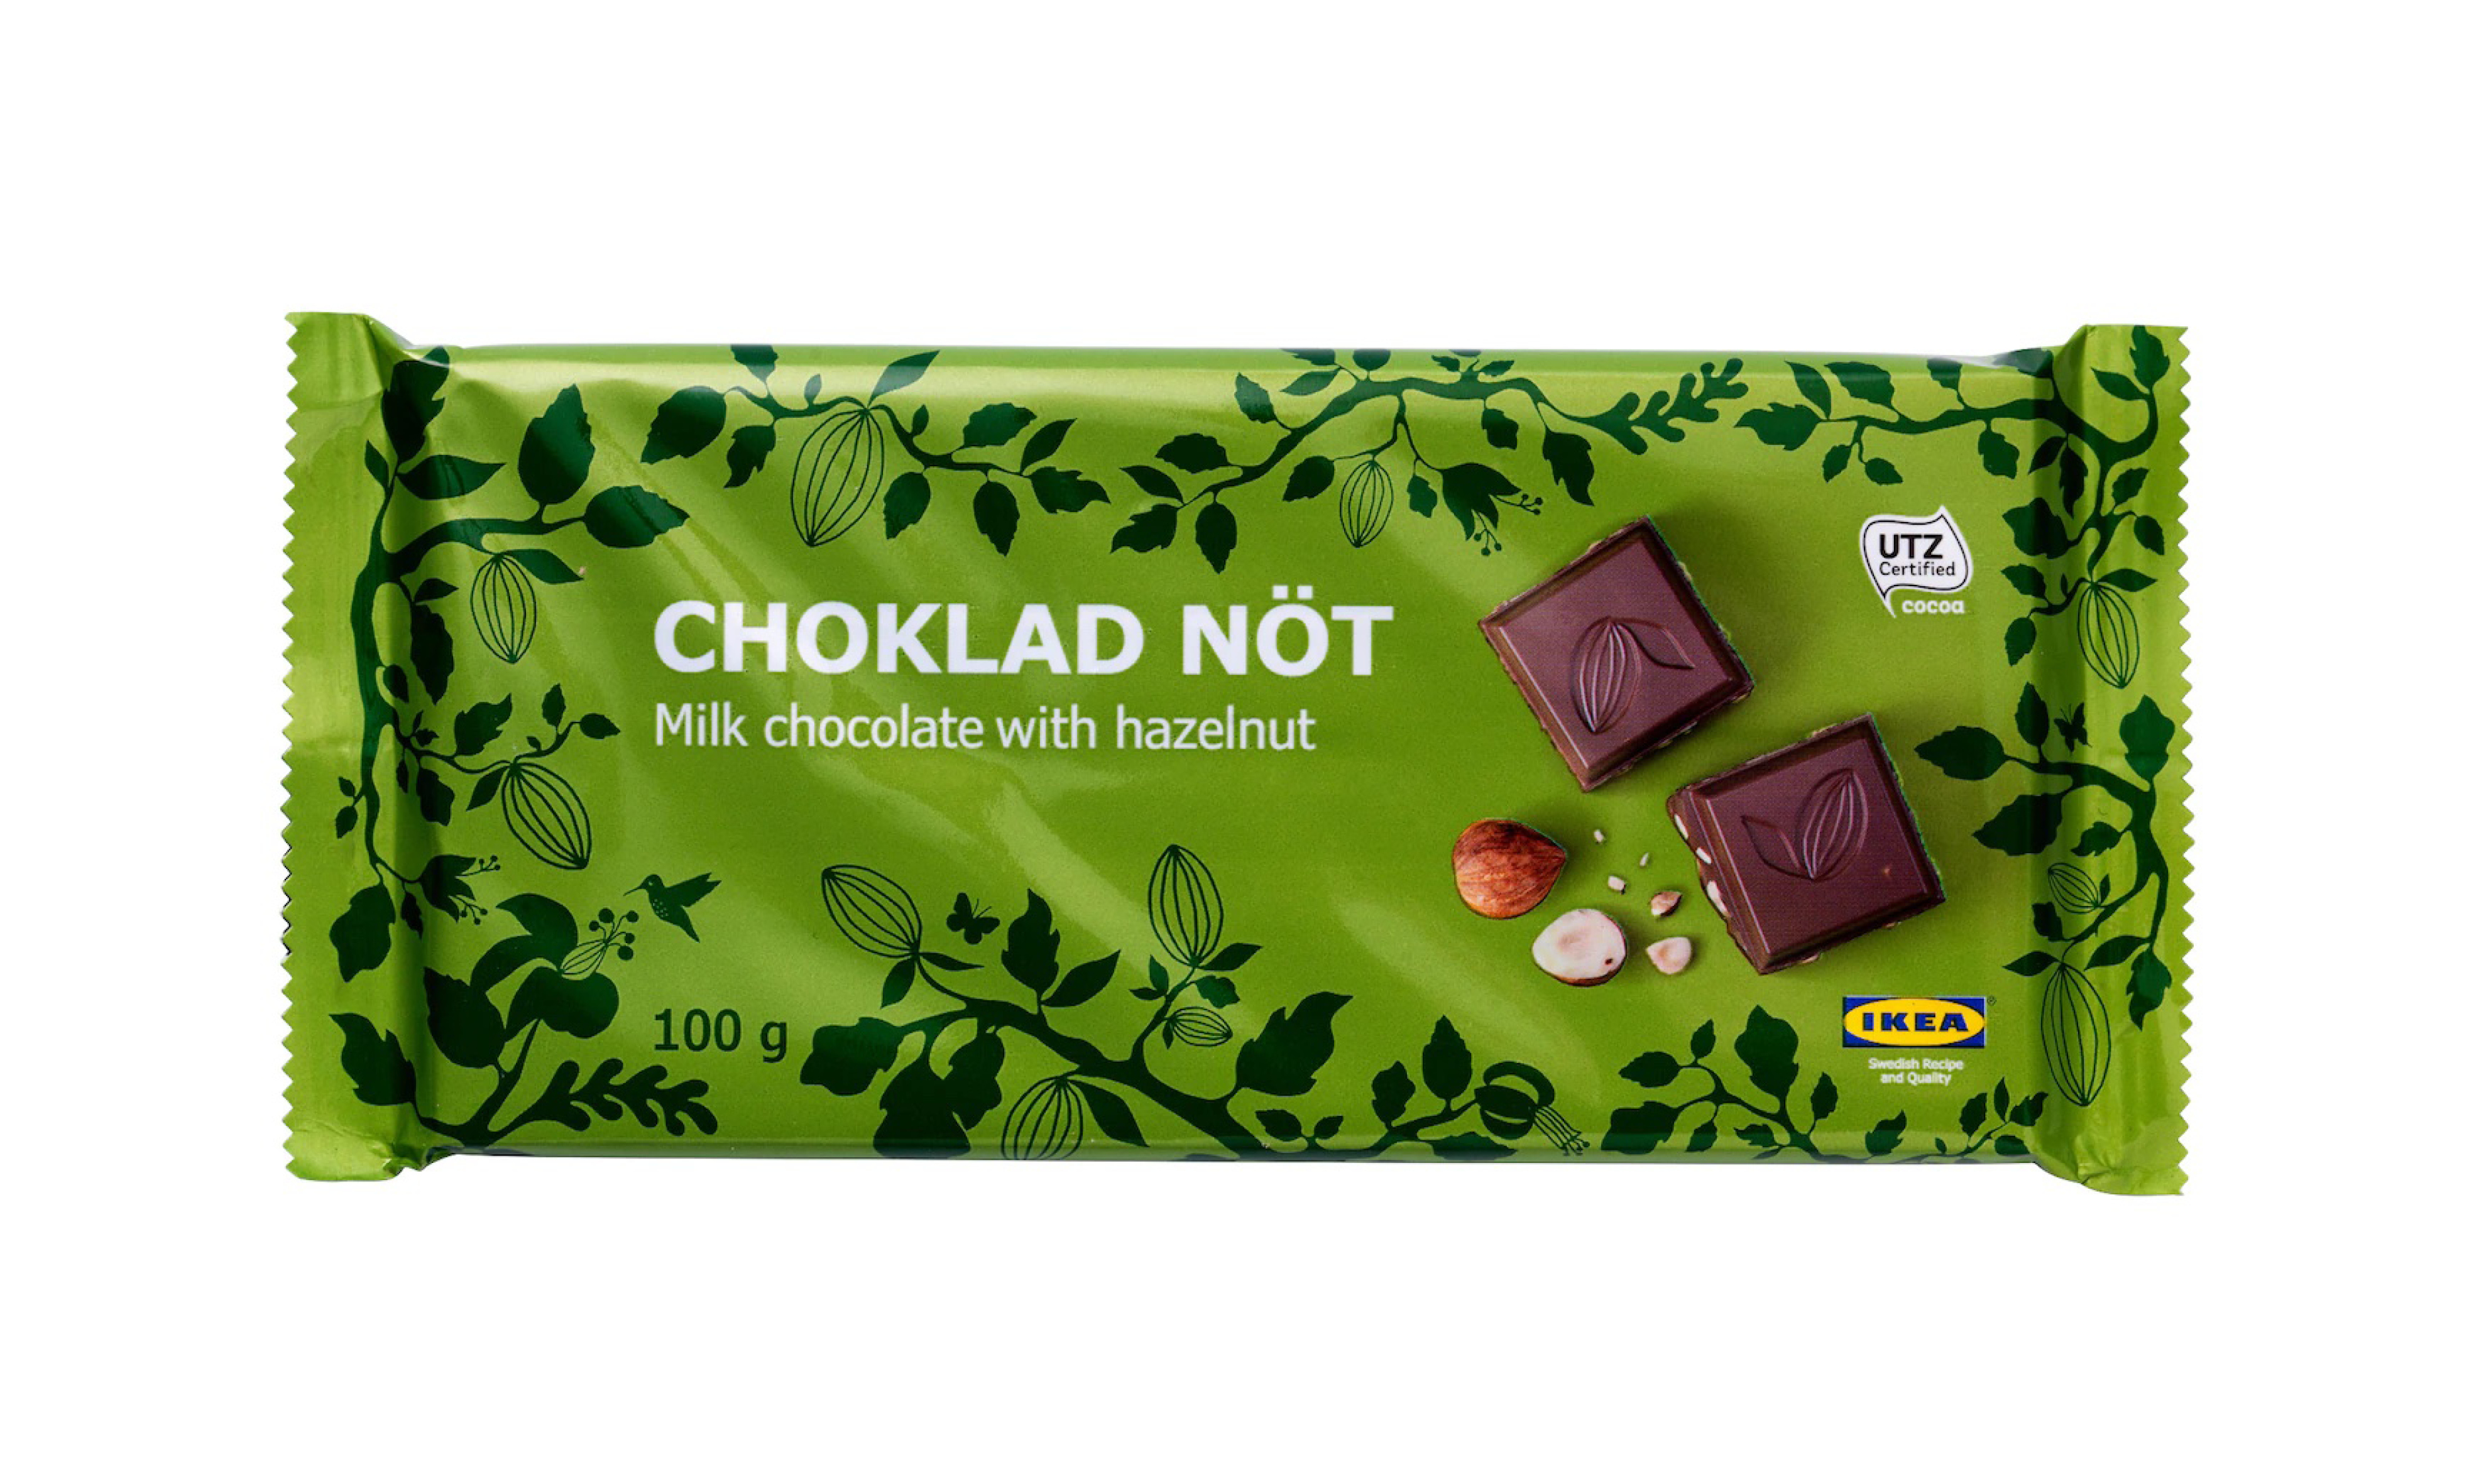 CHOKLAD NÖT
Milk chocolate with hazelnut
UTZ
Certified
cocoa
100 g
IKEA®
Swedish Recipe
and Quality